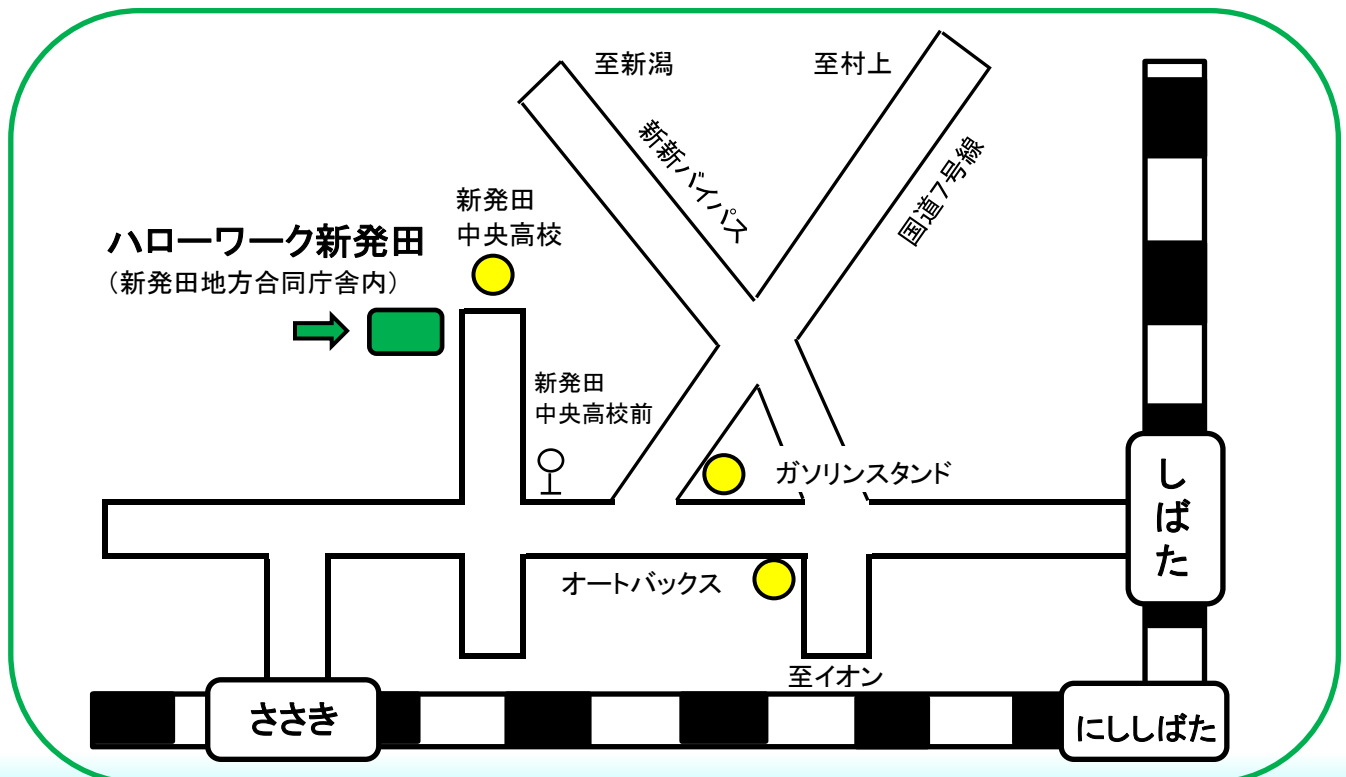 至新潟
至村上
新新バイパス
国道7号線
新発田
中央高校
ハローワーク新発田
（新発田地方合同庁舎内）
新発田
中央高校前
ガソリンスタンド
しばた
オートバックス
至イオン
ささき
にししばた